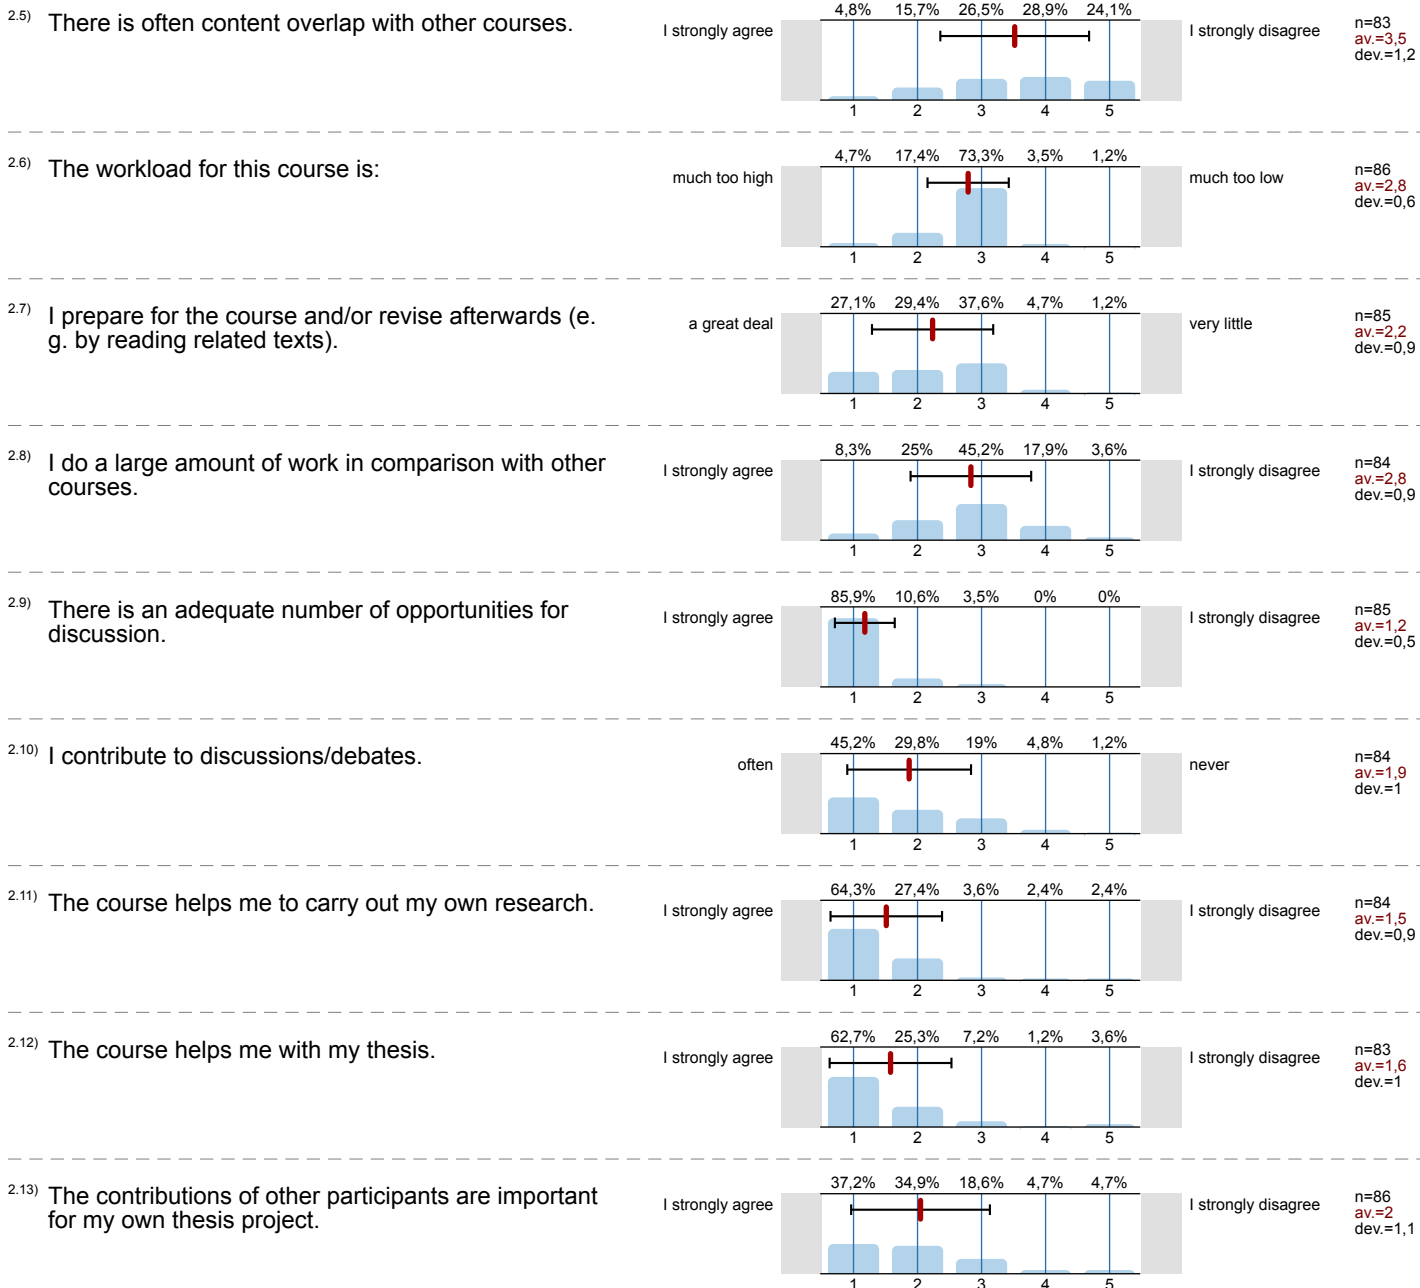 4,8% 15,7% 26,5% 28,9% 24,1%
2.5) There is often content overlap with other courses.
I strongly agree
I strongly disagree
n=83
av.=3,5
dev.=1,2
1 2 3 4 5
4,7% 17,4% 73,3% 3,5% 1,2%
2.6) The workload for this course is:
much too high
much too low
n=86
av.=2,8
dev.=0,6
1 2 3 4 5
27,1% 29,4% 37,6% 4,7% 1,2%
2.7) I prepare for the course and/or revise afterwards (e.
g. by reading related texts).
a great deal
very little
n=85
av.=2,2
dev.=0,9
1 2 3 4 5
8,3% 25% 45,2% 17,9% 3,6%
2.8) I do a large amount of work in comparison with other
courses.
I strongly agree
I strongly disagree
n=84
av.=2,8
dev.=0,9
1 2 3 4 5
85,9% 10,6% 3,5% 0% 0%
2.9) There is an adequate number of opportunities for
discussion.
I strongly agree
I strongly disagree
n=85
av.=1,2
dev.=0,5
1 2 3 4 5
45,2% 29,8% 19% 4,8% 1,2%
2.10) I contribute to discussions/debates.
often
never
n=84
av.=1,9
dev.=1
1 2 3 4 5
64,3% 27,4% 3,6% 2,4% 2,4%
2.11) The course helps me to carry out my own research.
I strongly agree
I strongly disagree
n=84
av.=1,5
dev.=0,9
1 2 3 4 5
62,7% 25,3% 7,2% 1,2% 3,6%
2.12) The course helps me with my thesis.
I strongly agree
I strongly disagree
n=83
av.=1,6
dev.=1
1 2 3 4 5
37,2% 34,9% 18,6% 4,7% 4,7%
2.13) The contributions of other participants are important
for my own thesis project.
I strongly agree
I strongly disagree
n=86
av.=2
dev.=1,1
1 2 3 4 5